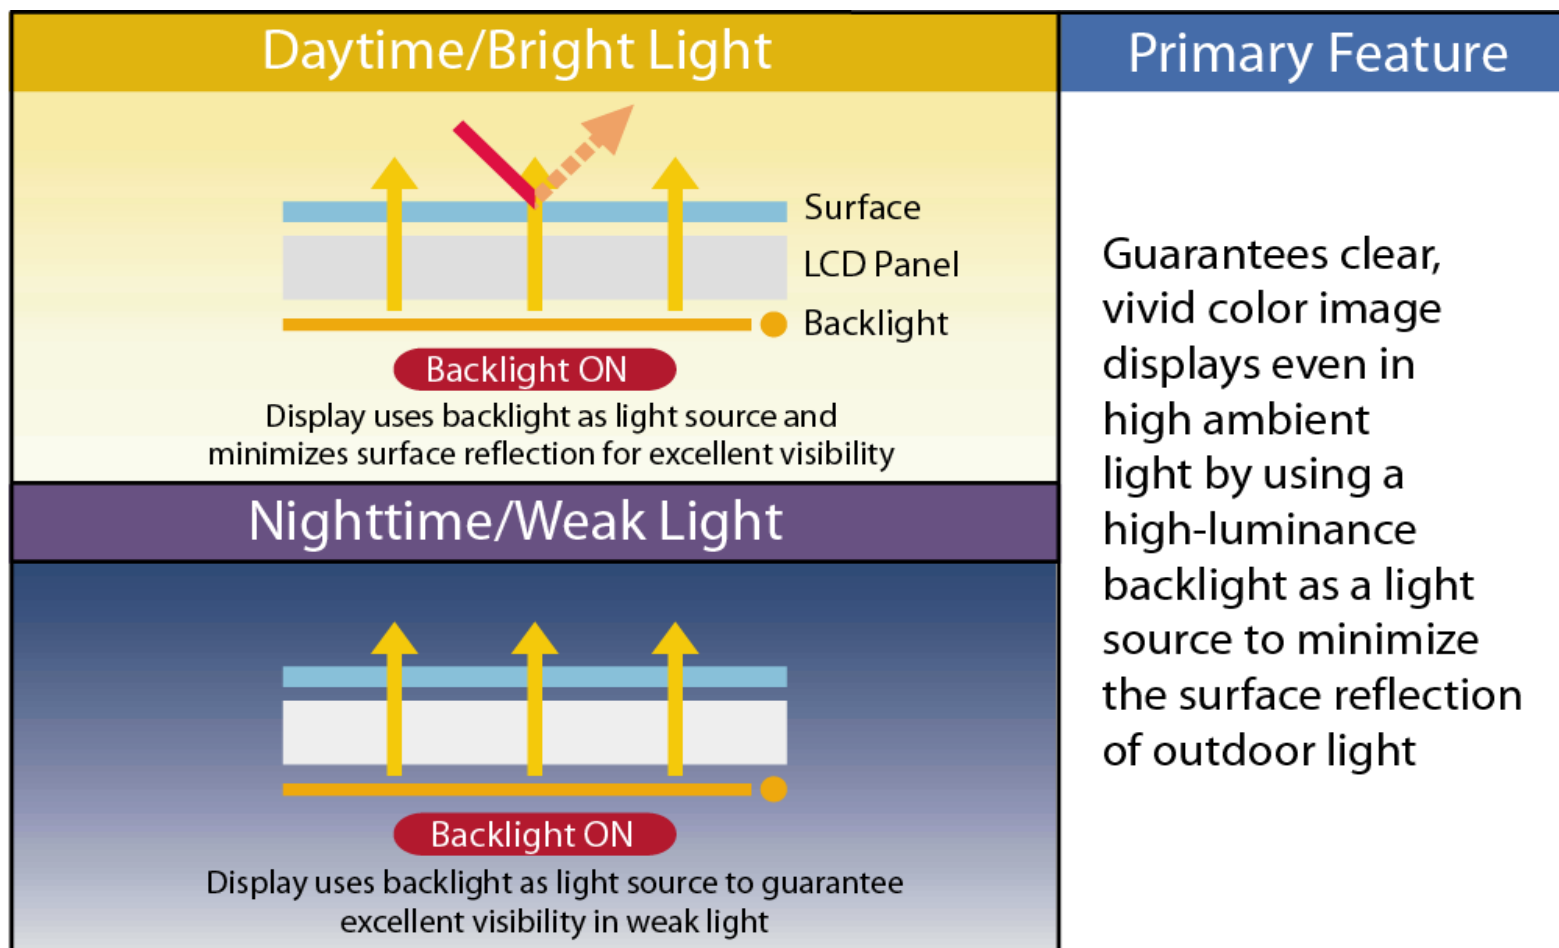 Daytime/Bright Light
Surface
LCD Panel
Backlight
Backlight ON
Display uses backlight as light source and
minimizes surface reflection for excellent visibility
Nighttime/Weak Light
Backlight ON
Display uses backlight as light source to guarantee
excellent visibility in weak light
Primary Feature
Guarantees clear,
vivid color image
displays even in
high ambient
light by using a
high-luminance
backlight as a light
source to minimize
the surface reflection
of outdoor light